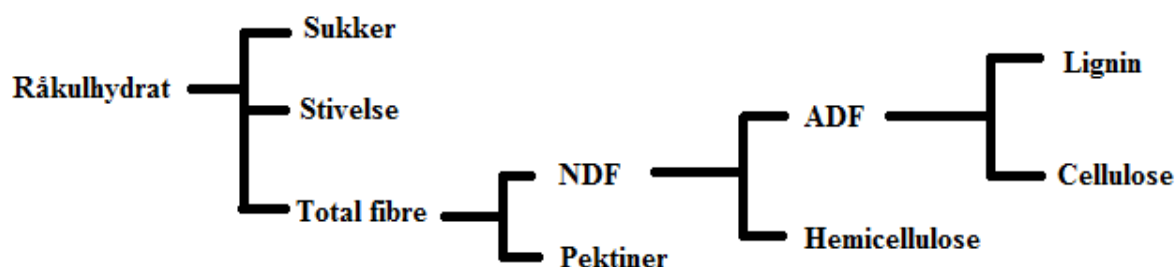 Råkulhydrat
Sukker
Stivelse
Total fibre
NDF
Pektiner
ADF
Hemicellulose
Lignin
Cellulose